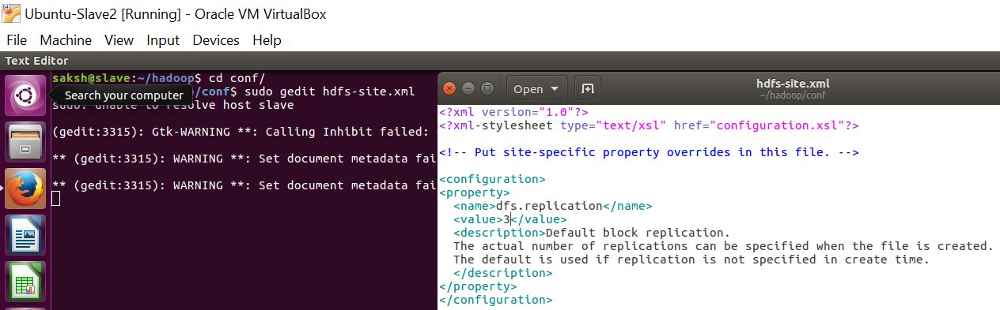 Ubuntu-Slave2 [Running] - Oracle VM VirtualBox
File Machine View Input Devices Help
Text Editor
saksh@slave:~/hadoop$ cd conf/
/conf$ sudo gedit hdfs-site.xml
Search your computer
sudo: unable to resolve host slave
(gedit:3315): Gtk-WARNING **: Calling Inhibit failed:
** (gedit:3315): WARNING **: Set document metadata fai
** (gedit:3315): WARNING **: Set document metadata fai
Open
hdfs-site.xml
~/hadoop/conf
<?xml version="1.0"?>
<?xml-stylesheet type="text/xsl" href="configuration.xsl"?>
<!-- Put site-specific property overrides in this file. -->
<configuration>
<property>
<name>dfs.replication</name>
<value>3</value>
<description>Default block replication.
The actual number of replications can be specified when the file is created.
The default is used if replication is not specified in create time.
</description>
</property>
</configuration>